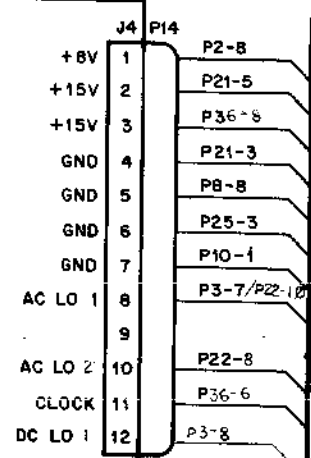 J4 P14
+8V 1 P2-8
+15V 2 P21-5
+15V 3 P36-8
GND 4 P21-3
GND 5 P8-8
GND 6 P25-3
GND 7 P10-1
AC LO 1 8 P3-7/P22-10
9
AC LO 2 10 P22-8
CLOCK 11 P36-6
DC LO 1 12 P3-8